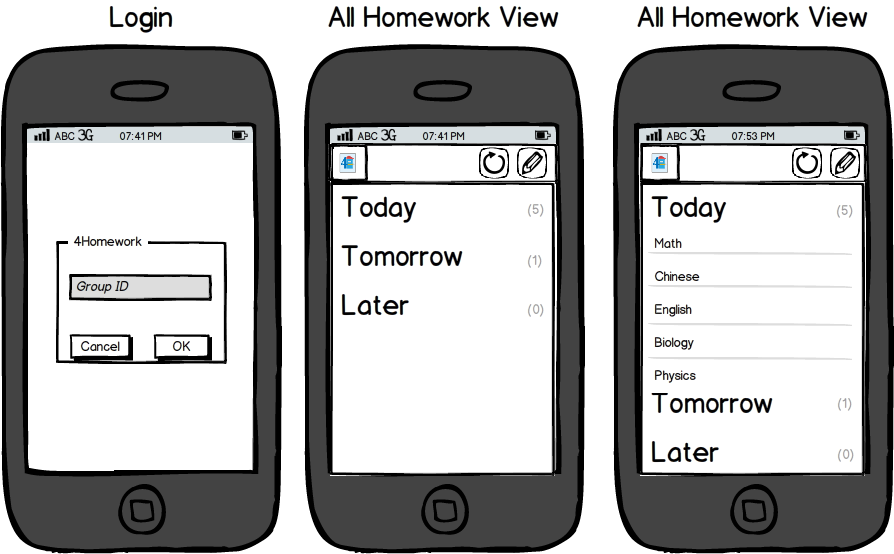 Login
ABC 3G 07:41 PM
4Homework
Group ID
Cancel OK
All Homework View
ABC 3G 07:41 PM
4
Today (5)
Tomorrow (1)
Later (0)
All Homework View
ABC 3G 07:53 PM
4
Today (5)
Math
Chinese
English
Biology
Physics
Tomorrow (1)
Later (0)